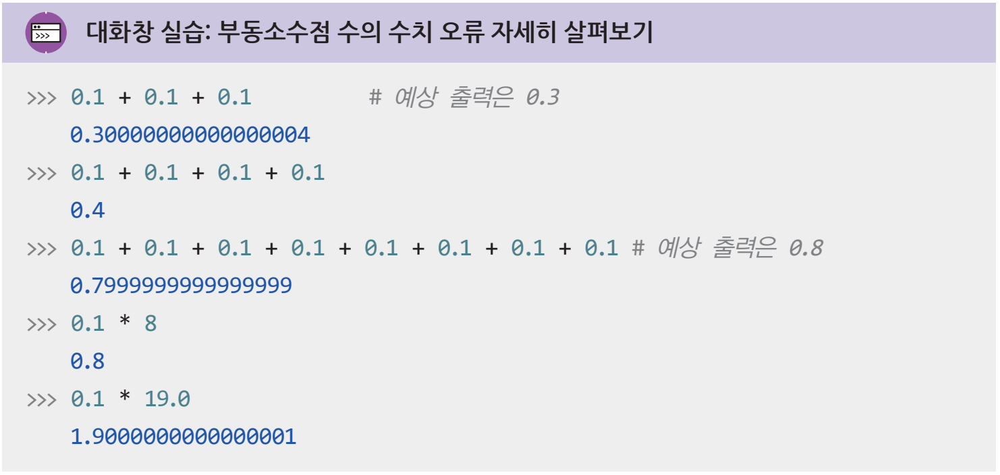 >>> 대화창 실습: 부동소수점 수의 수치 오류 자세히 살펴보기
>>> 0.1 + 0.1 + 0.1 # 예상 출력은 0.3
0.30000000000000004
>>> 0.1 + 0.1 + 0.1 + 0.1
0.4
>>> 0.1 + 0.1 + 0.1 + 0.1 + 0.1 + 0.1 + 0.1 + 0.1 # 예상 출력은 0.8
0.7999999999999999
>>> 0.1 * 8
0.8
>>> 0.1 * 19.0
1.9000000000000001